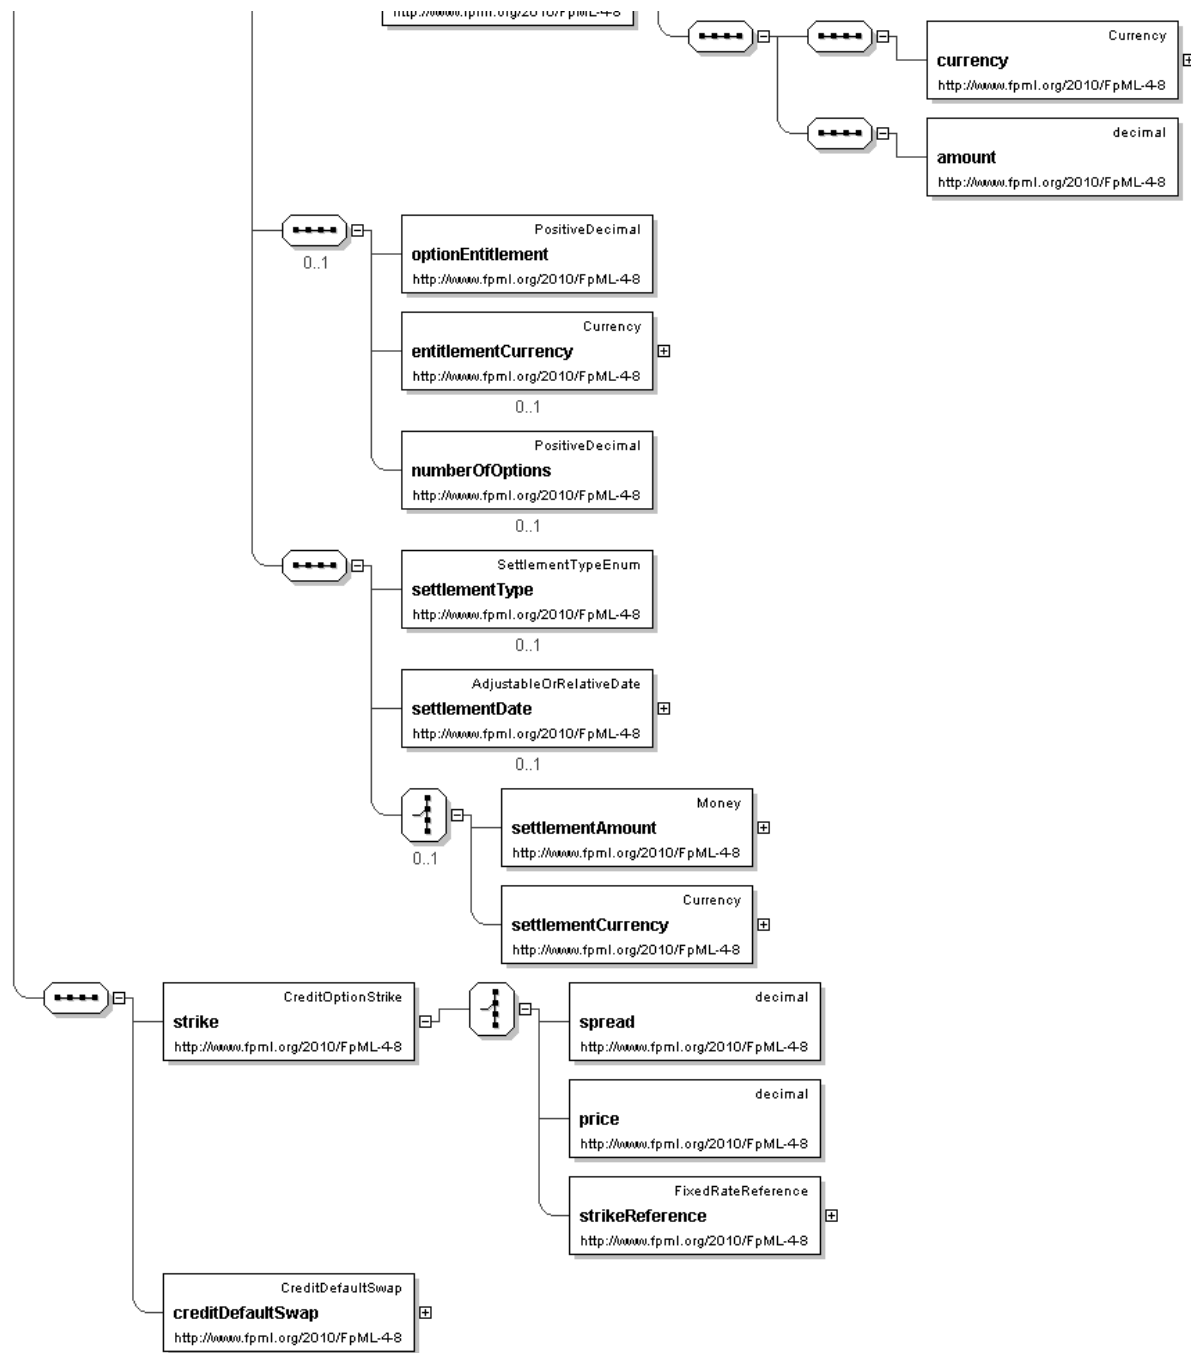 http://www.fpml.org/2010/FpML-4-8
Currency
currency
http://www.fpml.org/2010/FpML-4-8
decimal
amount
http://www.fpml.org/2010/FpML-4-8
PositiveDecimal
optionEntitlement
http://www.fpml.org/2010/FpML-4-8
0..1
Currency
entitlementCurrency
http://www.fpml.org/2010/FpML-4-8
0..1
PositiveDecimal
numberOfOptions
http://www.fpml.org/2010/FpML-4-8
0..1
SettlementTypeEnum
settlementType
http://www.fpml.org/2010/FpML-4-8
0..1
AdjustableOrRelativeDate
settlementDate
http://www.fpml.org/2010/FpML-4-8
0..1
Money
settlementAmount
http://www.fpml.org/2010/FpML-4-8
0..1
Currency
settlementCurrency
http://www.fpml.org/2010/FpML-4-8
CreditOptionStrike
strike
http://www.fpml.org/2010/FpML-4-8
decimal
spread
http://www.fpml.org/2010/FpML-4-8
decimal
price
http://www.fpml.org/2010/FpML-4-8
FixedRateReference
strikeReference
http://www.fpml.org/2010/FpML-4-8
CreditDefaultSwap
creditDefaultSwap
http://www.fpml.org/2010/FpML-4-8